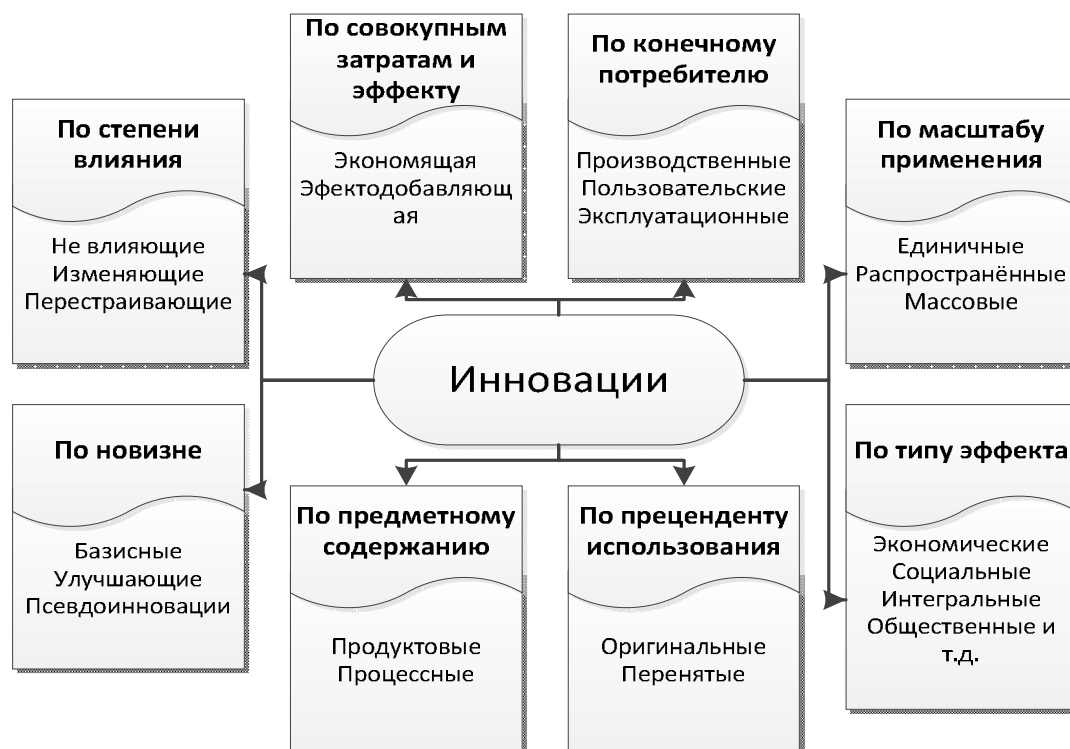 По совокупным
затратам и
эффекту
Экономящая
Эфектодобавляющ
ая
По конечному
потребителю
Производственные
Пользовательские
Эксплуатационные
По степени
влияния
Не влияющие
Изменяющие
Перестраивающие
По масштабу
применения
Единичные
Распространённые
Массовые
Инновации
По новизне
Базисные
Улучшающие
Псевдоинновации
По предметному
содержанию
Продуктовые
Процессные
По преценденту
использования
Оригинальные
Перенятые
По типу эффекта
Экономические
Социальные
Интегральные
Общественные и
т.д.